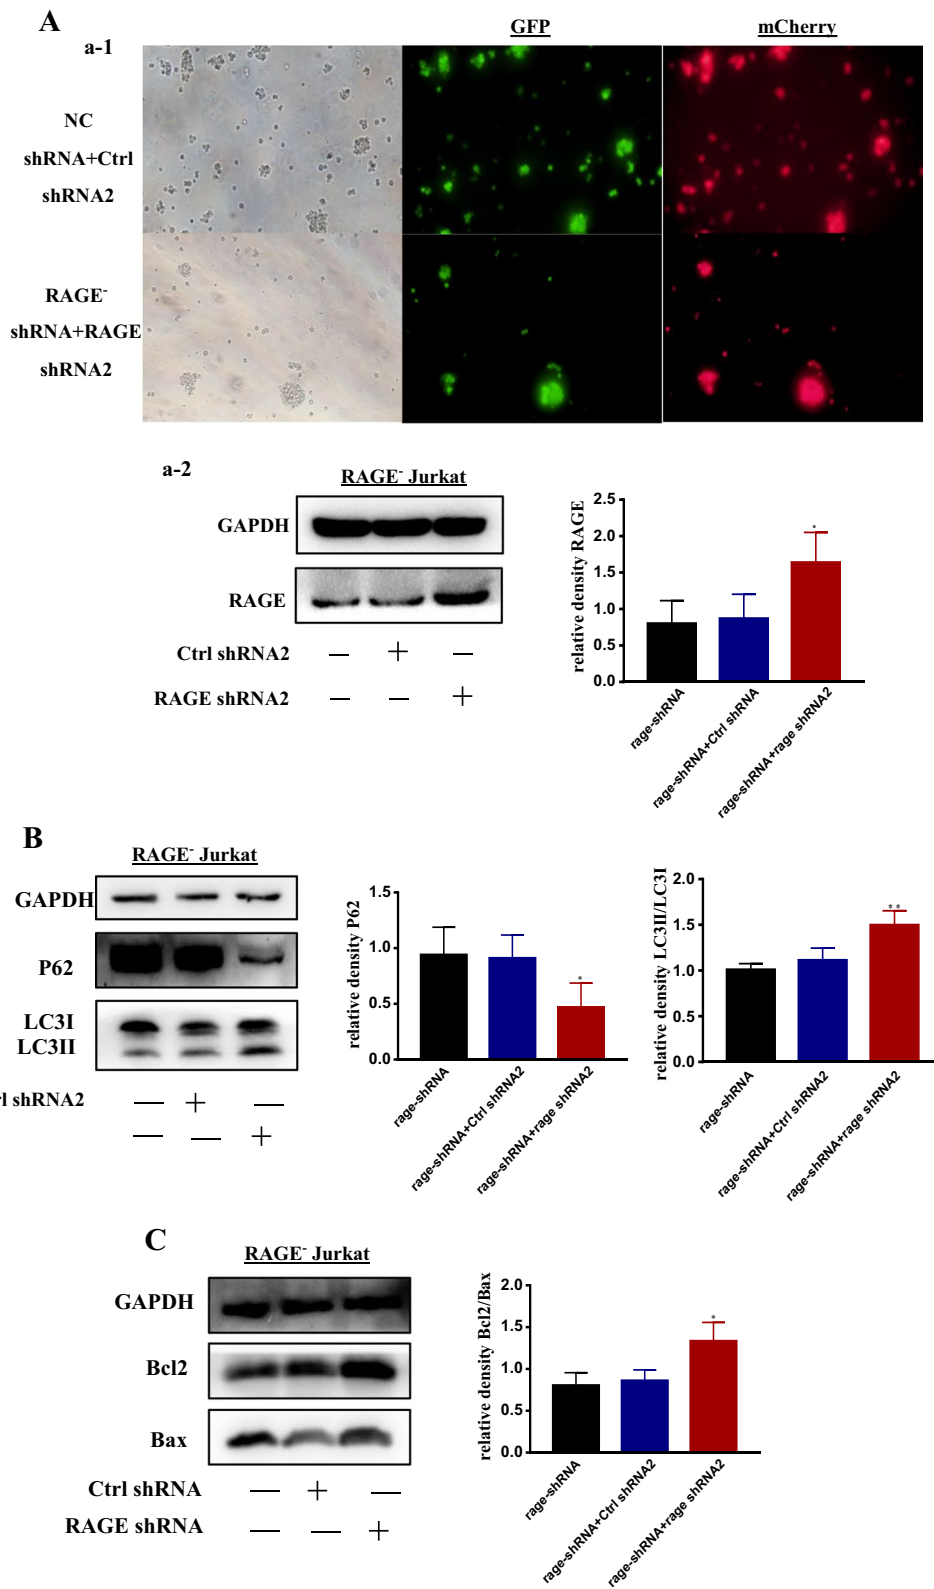 A
GFP
mCherry
a-1
NC
shRNA+Ctrl
shRNA2
RAGE-
shRNA+RAGE
shRNA2
a-2
RAGE- Jurkat
GAPDH
RAGE
Ctrl shRNA2 — + —
RAGE shRNA2 — — +
relative density RAGE
2.5
2.0
1.5
1.0
0.5
0.0
*
rage-shRNA
rage-shRNA+Ctrl shRNA
rage-shRNA+rage shRNA2
B
RAGE- Jurkat
GAPDH
P62
LC3I
LC3II
rl shRNA2 — + —
— — +
relative density P62
1.5
1.0
0.5
0.0
*
rage-shRNA
rage-shRNA+Ctrl shRNA2
rage-shRNA+rage shRNA2
relative density LC3II/LC3I
2.0
1.5
1.0
0.5
0.0
**
rage-shRNA
rage-shRNA+Ctrl shRNA2
rage-shRNA+rage shRNA2
C
RAGE- Jurkat
GAPDH
Bcl2
Bax
Ctrl shRNA — + —
RAGE shRNA — — +
relative density Bcl2/Bax
2.0
1.5
1.0
0.5
0.0
*
rage-shRNA
rage-shRNA+Ctrl shRNA2
rage-shRNA+rage shRNA2